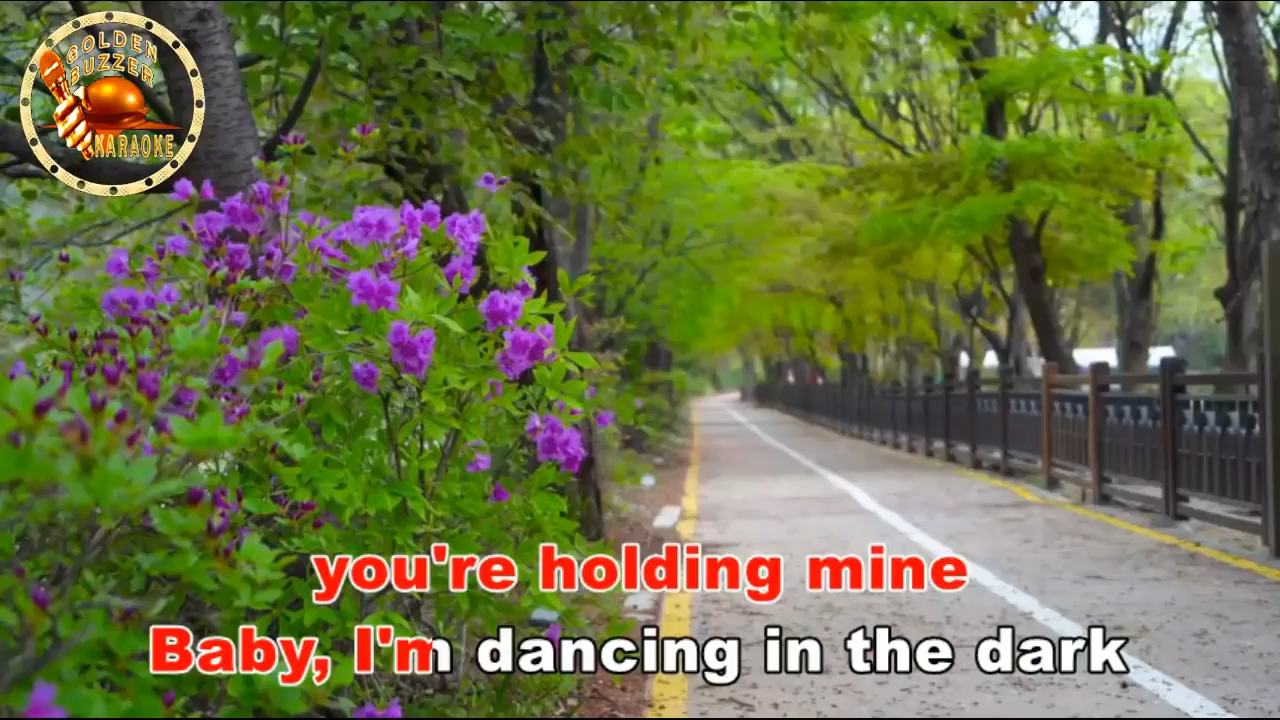 GOLDEN
BUZZER
KARAOKE
you're holding mine
Baby, I'm dancing in the dark